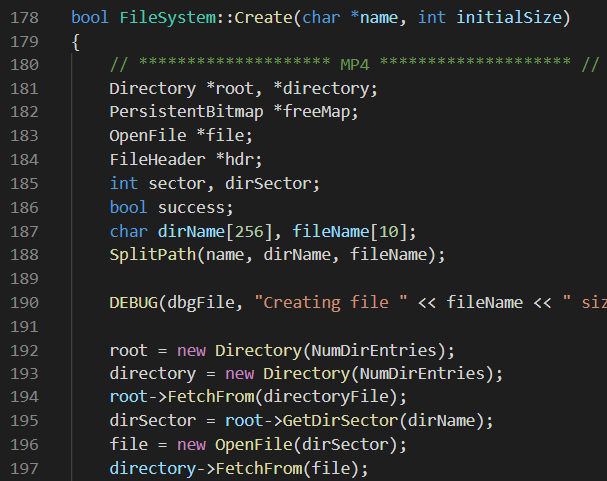 178 bool FileSystem::Create(char *name, int initialSize)
179 {
180 // ******************** MP4 ******************** //
181 Directory *root, *directory;
182 PersistentBitmap *freeMap;
183 OpenFile *file;
184 FileHeader *hdr;
185 int sector, dirSector;
186 bool success;
187 char dirName[256], fileName[10];
188 SplitPath(name, dirName, fileName);
189
190 DEBUG(dbgFile, "Creating file " << fileName << " siz
191
192 root = new Directory(NumDirEntries);
193 directory = new Directory(NumDirEntries);
194 root->FetchFrom(directoryFile);
195 dirSector = root->GetDirSector(dirName);
196 file = new OpenFile(dirSector);
197 directory->FetchFrom(file);